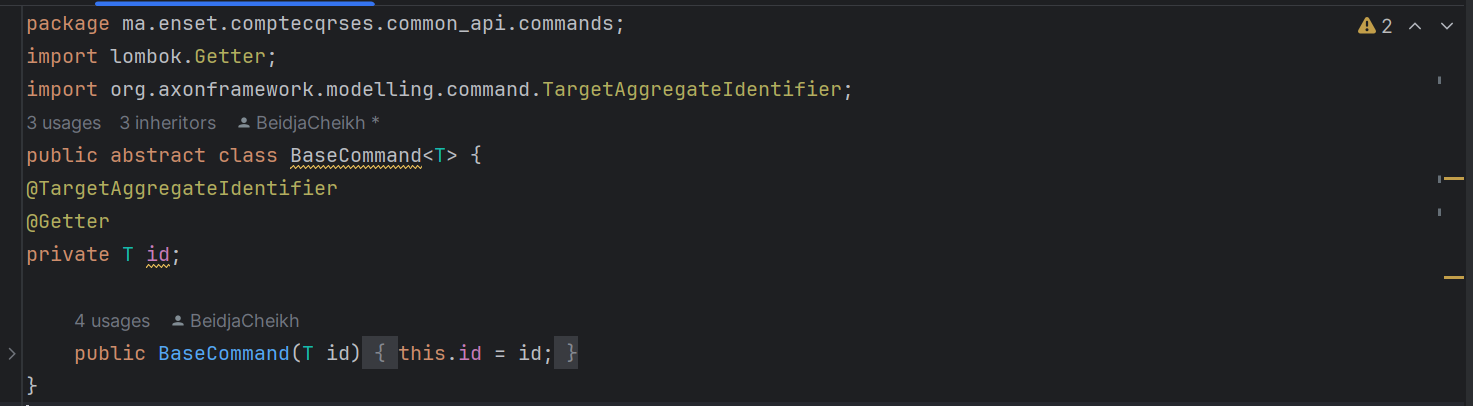 package ma.enset.comptecqrses.common_api.commands;
2
import lombok.Getter;
import org.axonframework.modelling.command.TargetAggregateIdentifier;
3 usages 3 inheritors BeidjaCheikh *
public abstract class BaseCommand<T> {
@TargetAggregateIdentifier
@Getter
private T id;
4 usages BeidjaCheikh
public BaseCommand(T id) { this.id = id; }
}